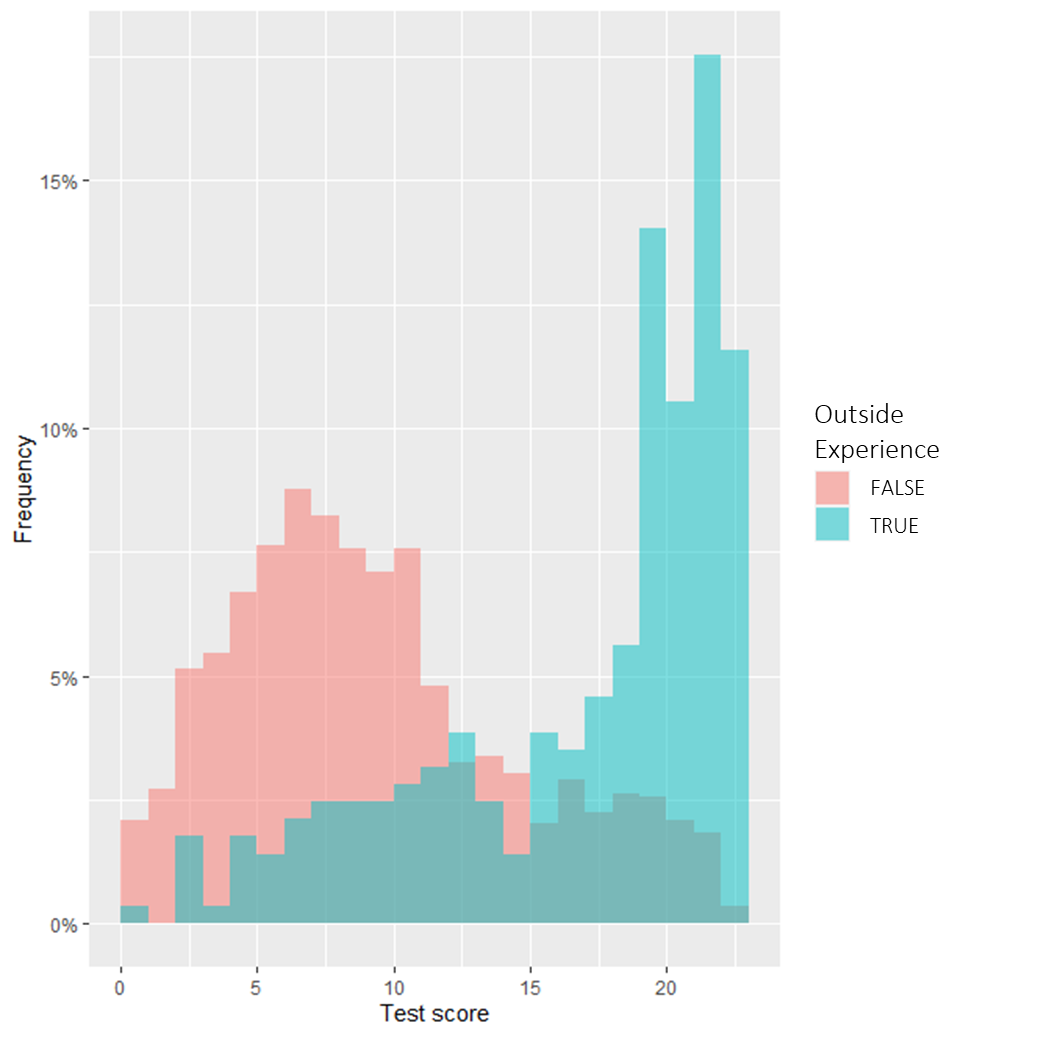 15%
10%
5%
0%
Frequency
0 5 10 15 20
Test score
Outside
Experience
FALSE
TRUE